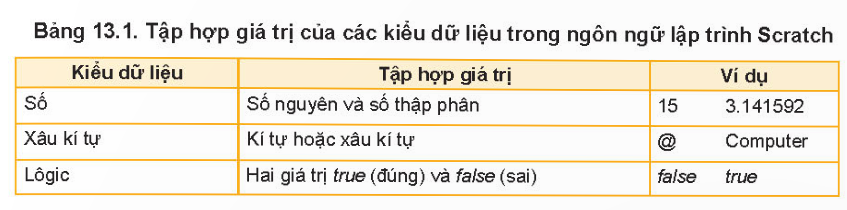 Bảng 13.1. Tập hợp giá trị của các kiểu dữ liệu trong ngôn ngữ lập trình Scratch
Kiểu dữ liệu Tập hợp giá trị Ví dụ
Số Số nguyên và số thập phân 15 3.141592
Xâu kí tự Kí tự hoặc xâu kí tự @ Computer
Lôgic Hai giá trị true (đúng) và false (sai) false true